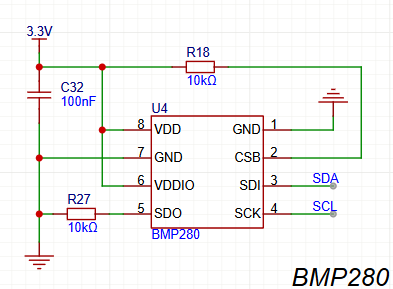 3.3V
R18
10kΩ
C32
100nF
U4
8 VDD GND 1
7 GND CSB 2
6 VDDIO SDI 3 SDA
R27
10kΩ
5 SDO SCK 4 SCL
BMP280
BMP280